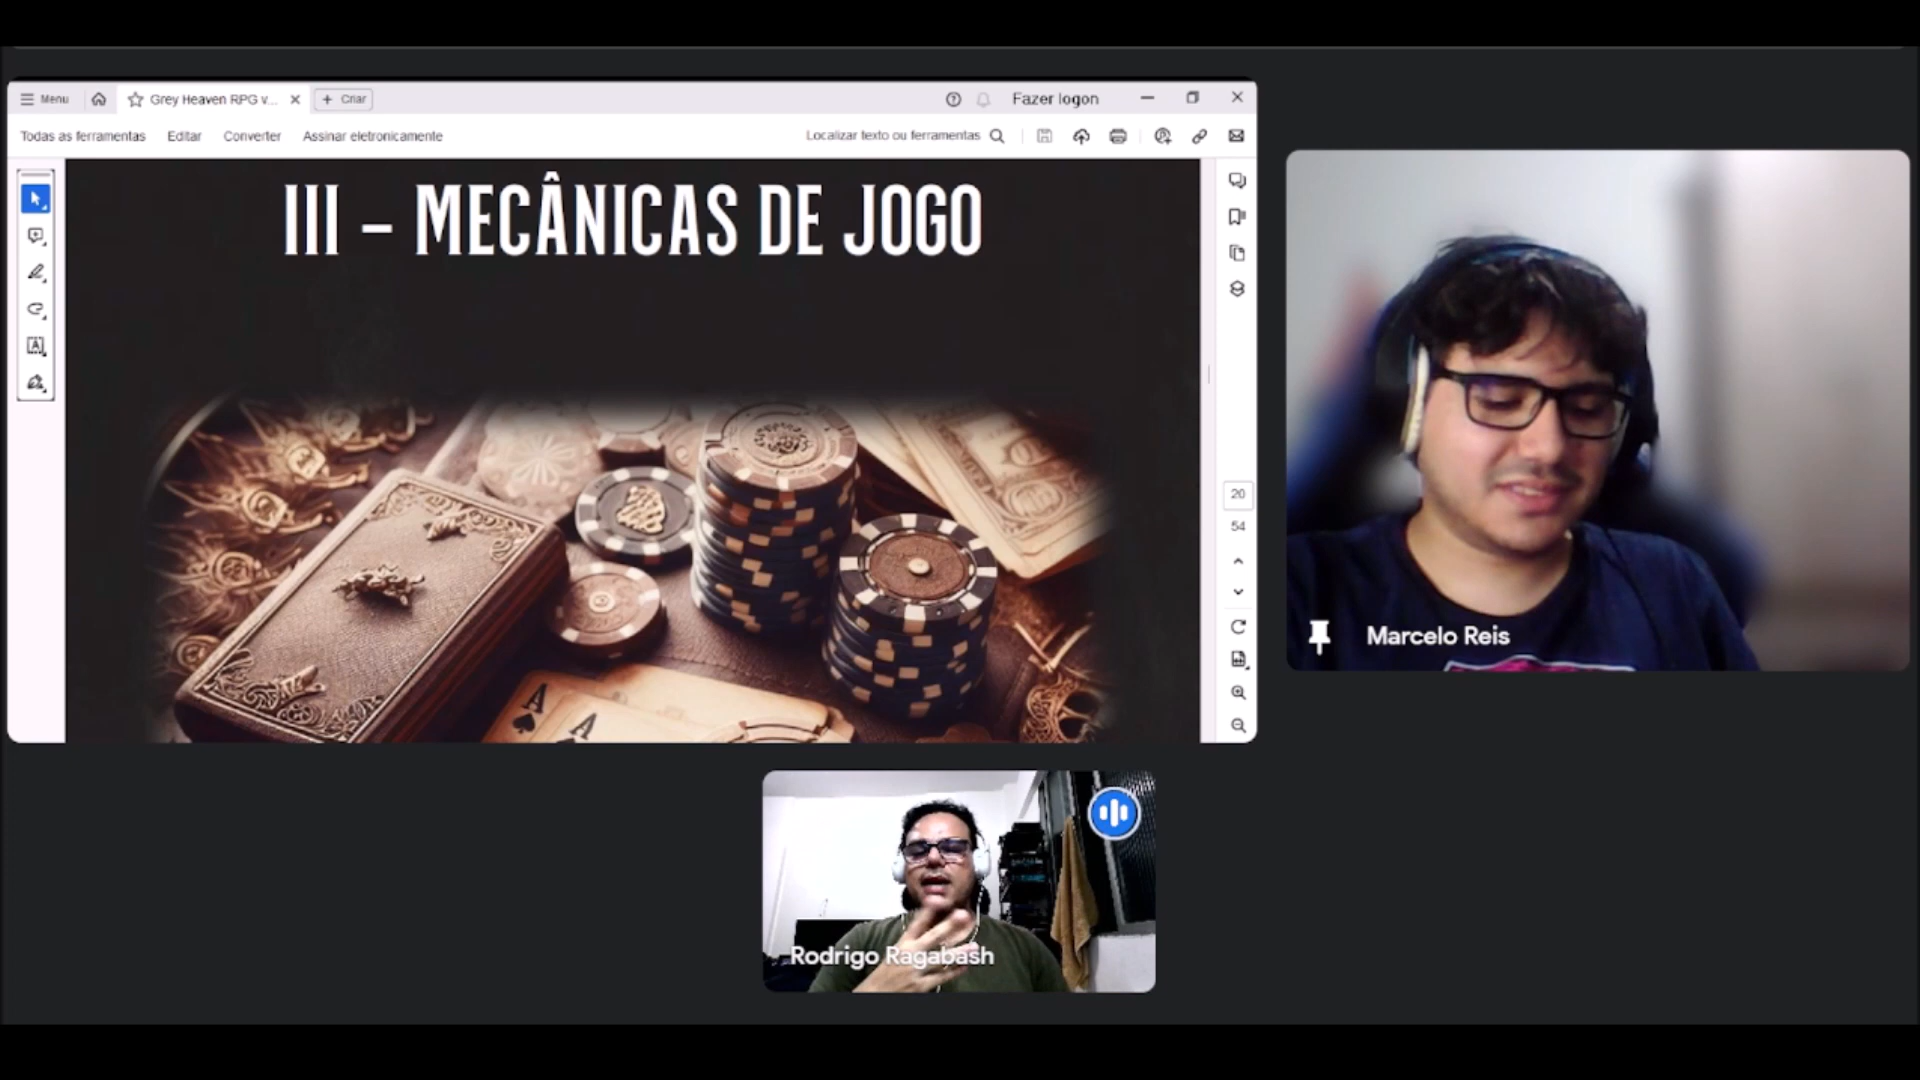 Menu
Grey Heaven RPG v...
Criar
Fazer logon
Todas as ferramentas
Editar
Converter
Assinar eletronicamente
Localizar texto ou ferramentas
III – MECÂNICAS DE JOGO
A
A
20
54
Marcelo Reis
Rodrigo Ragabash